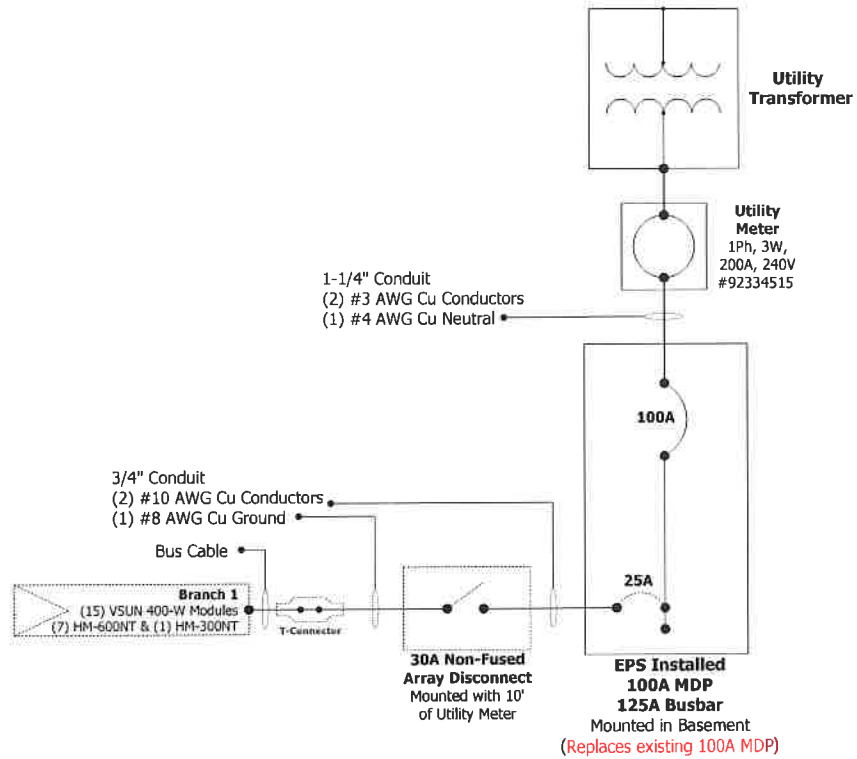 Utility
Transformer
Utility
Meter
1Ph, 3W,
200A, 240V
#92334515
1-1/4" Conduit
(2) #3 AWG Cu Conductors
(1) #4 AWG Cu Neutral
100A
3/4" Conduit
(2) #10 AWG Cu Conductors
(1) #8 AWG Cu Ground
Bus Cable
Branch 1
(15) VSUN 400-W Modules
(7) HM-600NT & (1) HM-300NT
T-Connector
25A
30A Non-Fused
Array Disconnect
Mounted with 10'
of Utility Meter
EPS Installed
100A MDP
125A Busbar
Mounted in Basement
(Replaces existing 100A MDP)